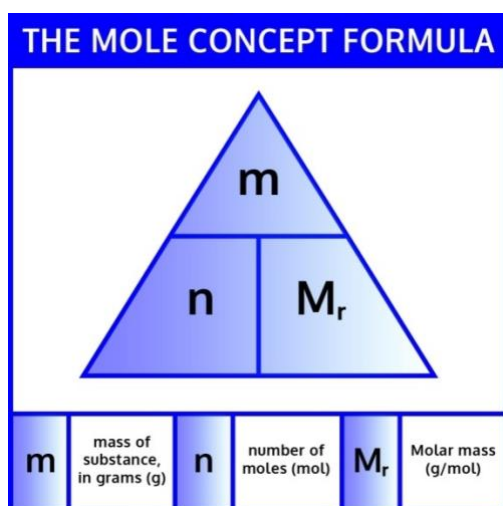 THE MOLE CONCEPT FORMULA
m
n
Mr
m
mass of
substance,
in grams (g)
n
number of
moles (mol)
Mr
Molar mass
(g/mol)